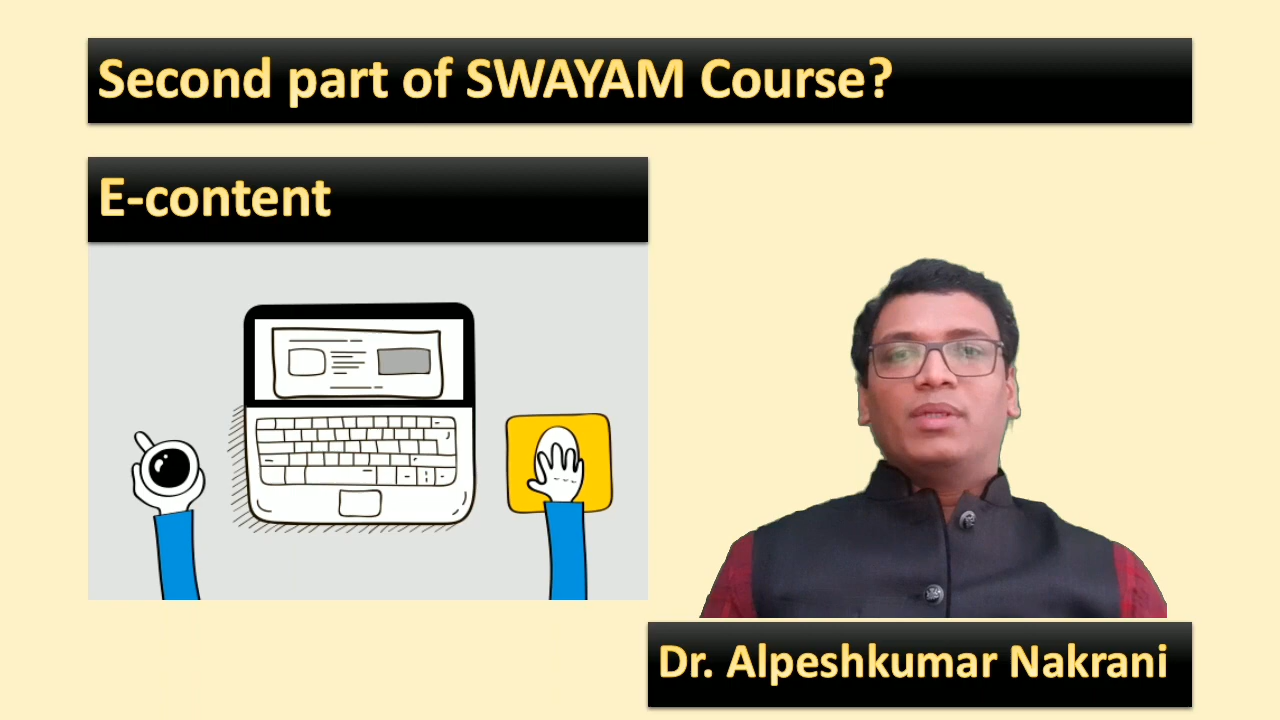 Second part of SWAYAM Course?
E-content
Dr. Alpeshkumar Nakrani